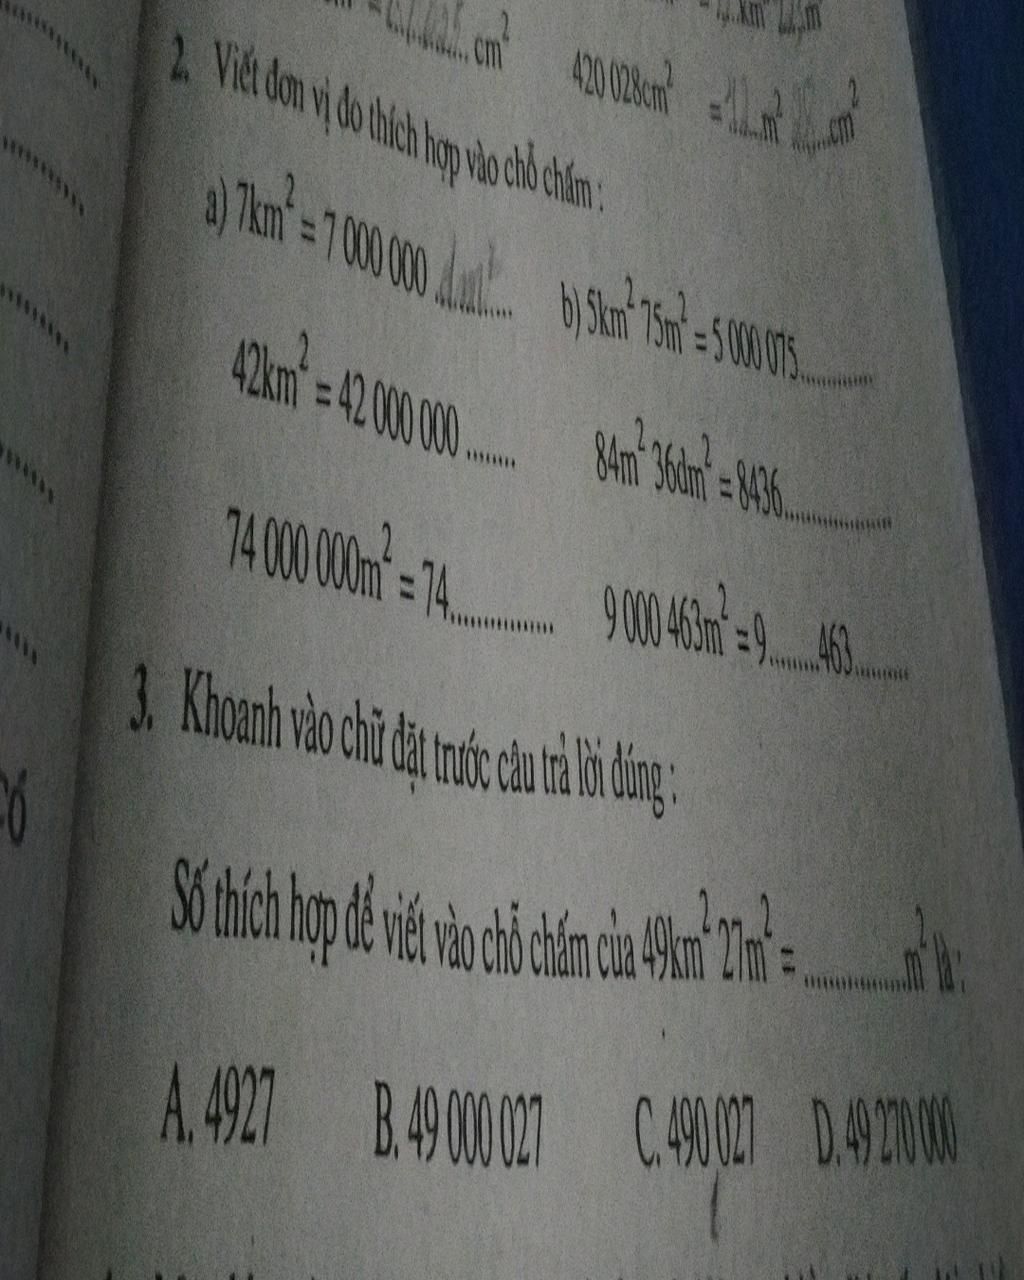 cm²
km² m
420 028cm² = m² cm²
2. Viết đơn vị đo thích hợp vào chỗ chấm :
a) 7km² = 7 000 000 ........
b) 5km² 75m² = 5 000 075............
42km² = 42 000 000 .......
84m² 36dm² = 8436.................
74 000 000m² = 74................
9 000 463m² = 9........463.........
3. Khoanh vào chữ đặt trước câu trả lời đúng :
Số thích hợp để viết vào chỗ chấm của 49km² 27m² = ................m² là :
A. 4927 B. 49 000 027 C. 490 027 D. 49 270 000